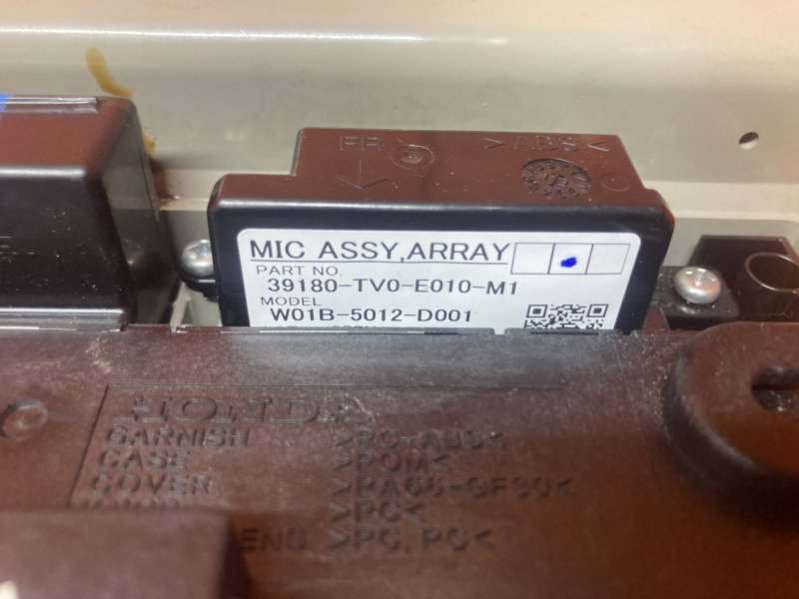 FR
>ABS<
MIC ASSY,ARRAY
PART NO.
39180-TV0-E010-M1
MODEL
W01B-5012-D001
HONDA
GARNISH >PC+ABS<
CASE >POM<
COVER >PA66-GF30<
>PC<
>PC, PC<